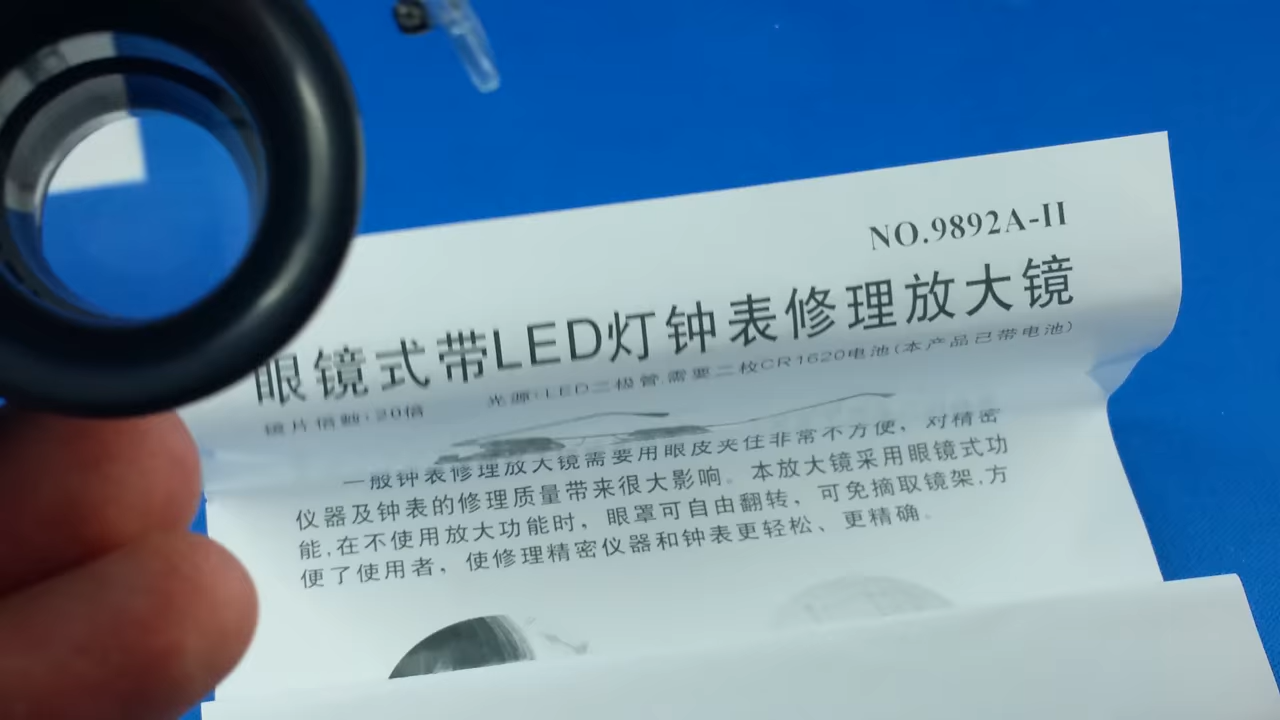 NO.9892A-II
眼镜式带LED灯钟表修理放大镜
镜片倍数:20倍 光源:LED二极管,需要二枚CR1620电池(本产品已带电池)
一般钟表修理放大镜需要用眼皮夹住非常不方便，对精密
仪器及钟表的修理质量带来很大影响。本放大镜采用眼镜式功
能,在不使用放大功能时，眼罩可自由翻转，可免摘取镜架,方
便了使用者，使修理精密仪器和钟表更轻松、更精确。